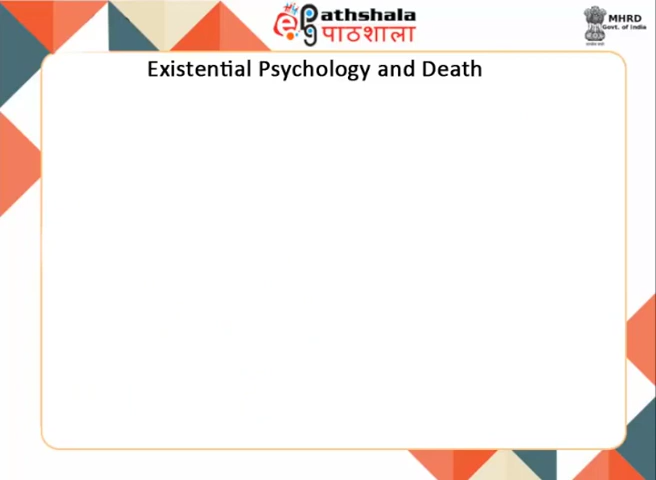 ePathshala
पाठशाला
MHRD
Govt. of India
Existential Psychology and Death